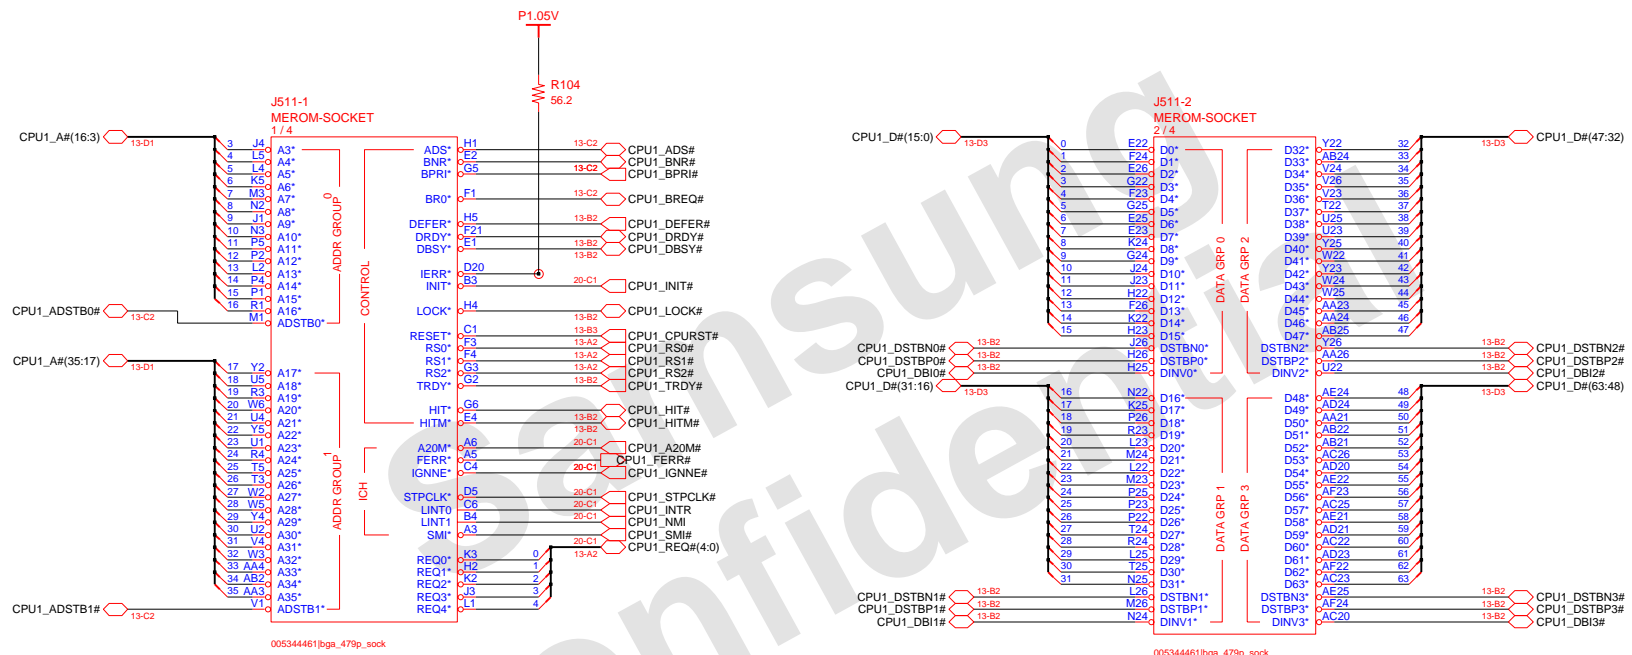 P1.05V
R104
56.2
J511-1
MEROM-SOCKET
1 / 4
CPU1_A#(16:3) 13-D1
3 J4 A3*
4 L5 A4*
5 L4 A5*
6 K5 A6*
7 M3 A7*
8 N2 A8*
9 J1 A9*
10 N3 A10*
11 P5 A11*
12 P2 A12*
13 L2 A13*
14 P4 A14*
15 P1 A15*
16 R1 A16*
CPU1_ADSTB0# 13-C2 M1 ADSTB0*
ADDR GROUP 0
CPU1_A#(35:17) 13-D1
17 Y2 A17*
18 U5 A18*
19 R3 A19*
20 W6 A20*
21 U4 A21*
22 Y5 A22*
23 U1 A23*
24 R4 A24*
25 T5 A25*
26 T3 A26*
27 W2 A27*
28 W5 A28*
29 Y4 A29*
30 U2 A30*
31 V4 A31*
32 W3 A32*
33 AA4 A33*
34 AB2 A34*
35 AA3 A35*
CPU1_ADSTB1# 13-C2 V1 ADSTB1*
ADDR GROUP 1
CONTROL
ADS* H1 13-C2 CPU1_ADS#
BNR* E2 CPU1_BNR#
BPRI* G5 13-C2 CPU1_BPRI#
BR0* F1 13-C2 CPU1_BREQ#
DEFER* H5 13-B2 CPU1_DEFER#
DRDY* F21 13-B2 CPU1_DRDY#
DBSY* E1 13-B2 CPU1_DBSY#
IERR* D20
INIT* B3 20-C1 CPU1_INIT#
LOCK* H4 13-B2 CPU1_LOCK#
RESET* C1 13-B3 CPU1_CPURST#
RS0* F3 13-A2 CPU1_RS0#
RS1* F4 13-A2 CPU1_RS1#
RS2* G3 13-A2 CPU1_RS2#
TRDY* G2 13-B2 CPU1_TRDY#
HIT* G6 CPU1_HIT#
HITM* E4 13-B2 13-B2 CPU1_HITM#
ICH
A20M* A6 20-C1 CPU1_A20M#
FERR* A5 CPU1_FERR#
IGNNE* C4 20-C1 CPU1_IGNNE#
STPCLK* D5 20-C1 CPU1_STPCLK#
LINT0 C6 20-C1 CPU1_INTR
LINT1 B4 20-C1 CPU1_NMI
SMI* A3 CPU1_SMI#
20-C1 CPU1_REQ#(4:0) 13-A2
REQ0* K3 0
REQ1* H2 1
REQ2* K2 2
REQ3* J3 3
REQ4* L1 4
005344461|bga_479p_sock
J511-2
MEROM-SOCKET
2 / 4
CPU1_D#(15:0) 13-D3
CPU1_D#(47:32) 13-D3
0 E22 D0* D32* Y22 32
1 F24 D1* D33* AB24 33
2 E26 D2* D34* V24 34
3 G22 D3* D35* V26 35
4 F23 D4* D36* V23 36
5 G25 D5* D37* T22 37
6 E25 D6* D38* U25 38
7 E23 D7* D39* U23 39
8 K24 D8* D40* Y25 40
9 G24 D9* D41* W22 41
10 J24 D10* D42* Y23 42
11 J23 D11* D43* W24 43
12 H22 D12* D44* W25 44
13 F26 D13* D45* AA23 45
14 K22 D14* D46* AA24 46
15 H23 D15* D47* AB25 47
DATA GRP 0
DATA GRP 2
CPU1_DSTBN0# 13-B2 J26 DSTBN0* DSTBN2* Y26 13-B2 CPU1_DSTBN2#
CPU1_DSTBP0# 13-B2 H26 DSTBP0* DSTBP2* AA26 13-B2 CPU1_DSTBP2#
CPU1_DBI0# 13-B2 H25 DINV0* DINV2* U22 13-B2 CPU1_DBI2#
CPU1_D#(31:16) 13-D3
CPU1_D#(63:48) 13-D3
16 N22 D16* D48* AE24 48
17 K25 D17* D49* AD24 49
18 P26 D18* D50* AA21 50
19 R23 D19* D51* AB22 51
20 L23 D20* D52* AB21 52
21 M24 D21* D53* AC26 53
22 L22 D22* D54* AD20 54
23 M23 D23* D55* AE22 55
24 P25 D24* D56* AF23 56
25 P23 D25* D57* AC25 57
26 P22 D26* D58* AE21 58
27 T24 D27* D59* AD21 59
28 R24 D28* D60* AC22 60
29 L25 D29* D61* AD23 61
30 T25 D30* D62* AF22 62
31 N25 D31* D63* AC23 63
DATA GRP 1
DATA GRP 3
CPU1_DSTBN1# 13-B2 L26 DSTBN1* DSTBN3* AE25 13-B2 CPU1_DSTBN3#
CPU1_DSTBP1# 13-B2 M26 DSTBP1* DSTBP3* AF24 13-B2 CPU1_DSTBP3#
CPU1_DBI1# 13-B2 N24 DINV1* DINV3* AC20 13-B2 CPU1_DBI3#
005344461|bga_479p_sock
Samsung
Confidential